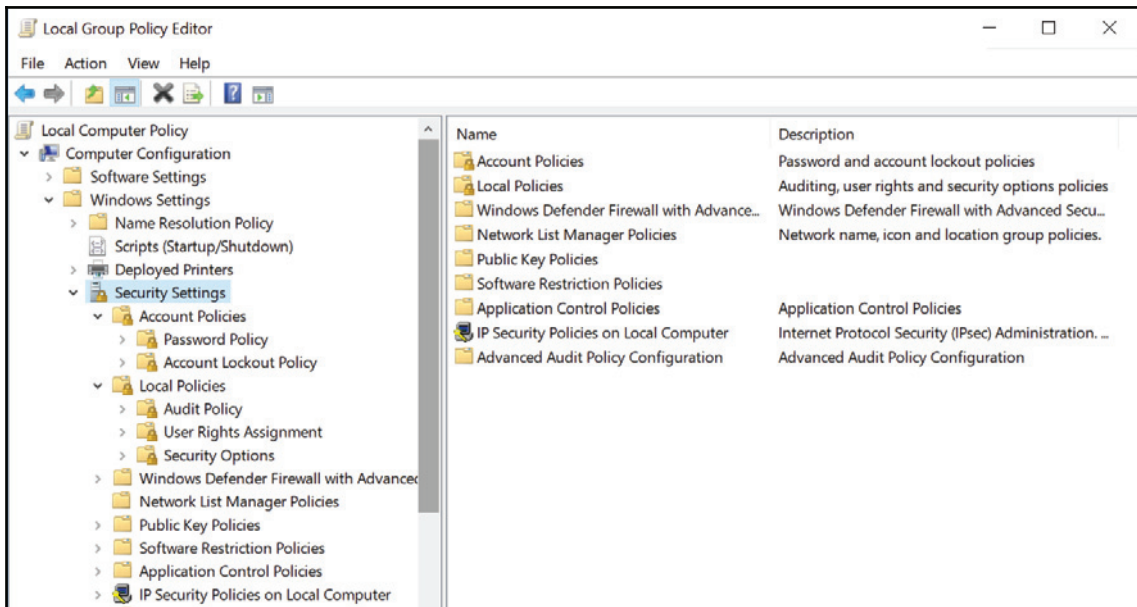 Local Group Policy Editor
File Action View Help
Local Computer Policy
Computer Configuration
Software Settings
Windows Settings
Name Resolution Policy
Scripts (Startup/Shutdown)
Deployed Printers
Security Settings
Account Policies
Password Policy
Account Lockout Policy
Local Policies
Audit Policy
User Rights Assignment
Security Options
Windows Defender Firewall with Advanced
Network List Manager Policies
Public Key Policies
Software Restriction Policies
Application Control Policies
IP Security Policies on Local Computer
Name Description
Account Policies Password and account lockout policies
Local Policies Auditing, user rights and security options policies
Windows Defender Firewall with Advance... Windows Defender Firewall with Advanced Secu...
Network List Manager Policies Network name, icon and location group policies.
Public Key Policies
Software Restriction Policies
Application Control Policies Application Control Policies
IP Security Policies on Local Computer Internet Protocol Security (IPsec) Administration. ...
Advanced Audit Policy Configuration Advanced Audit Policy Configuration